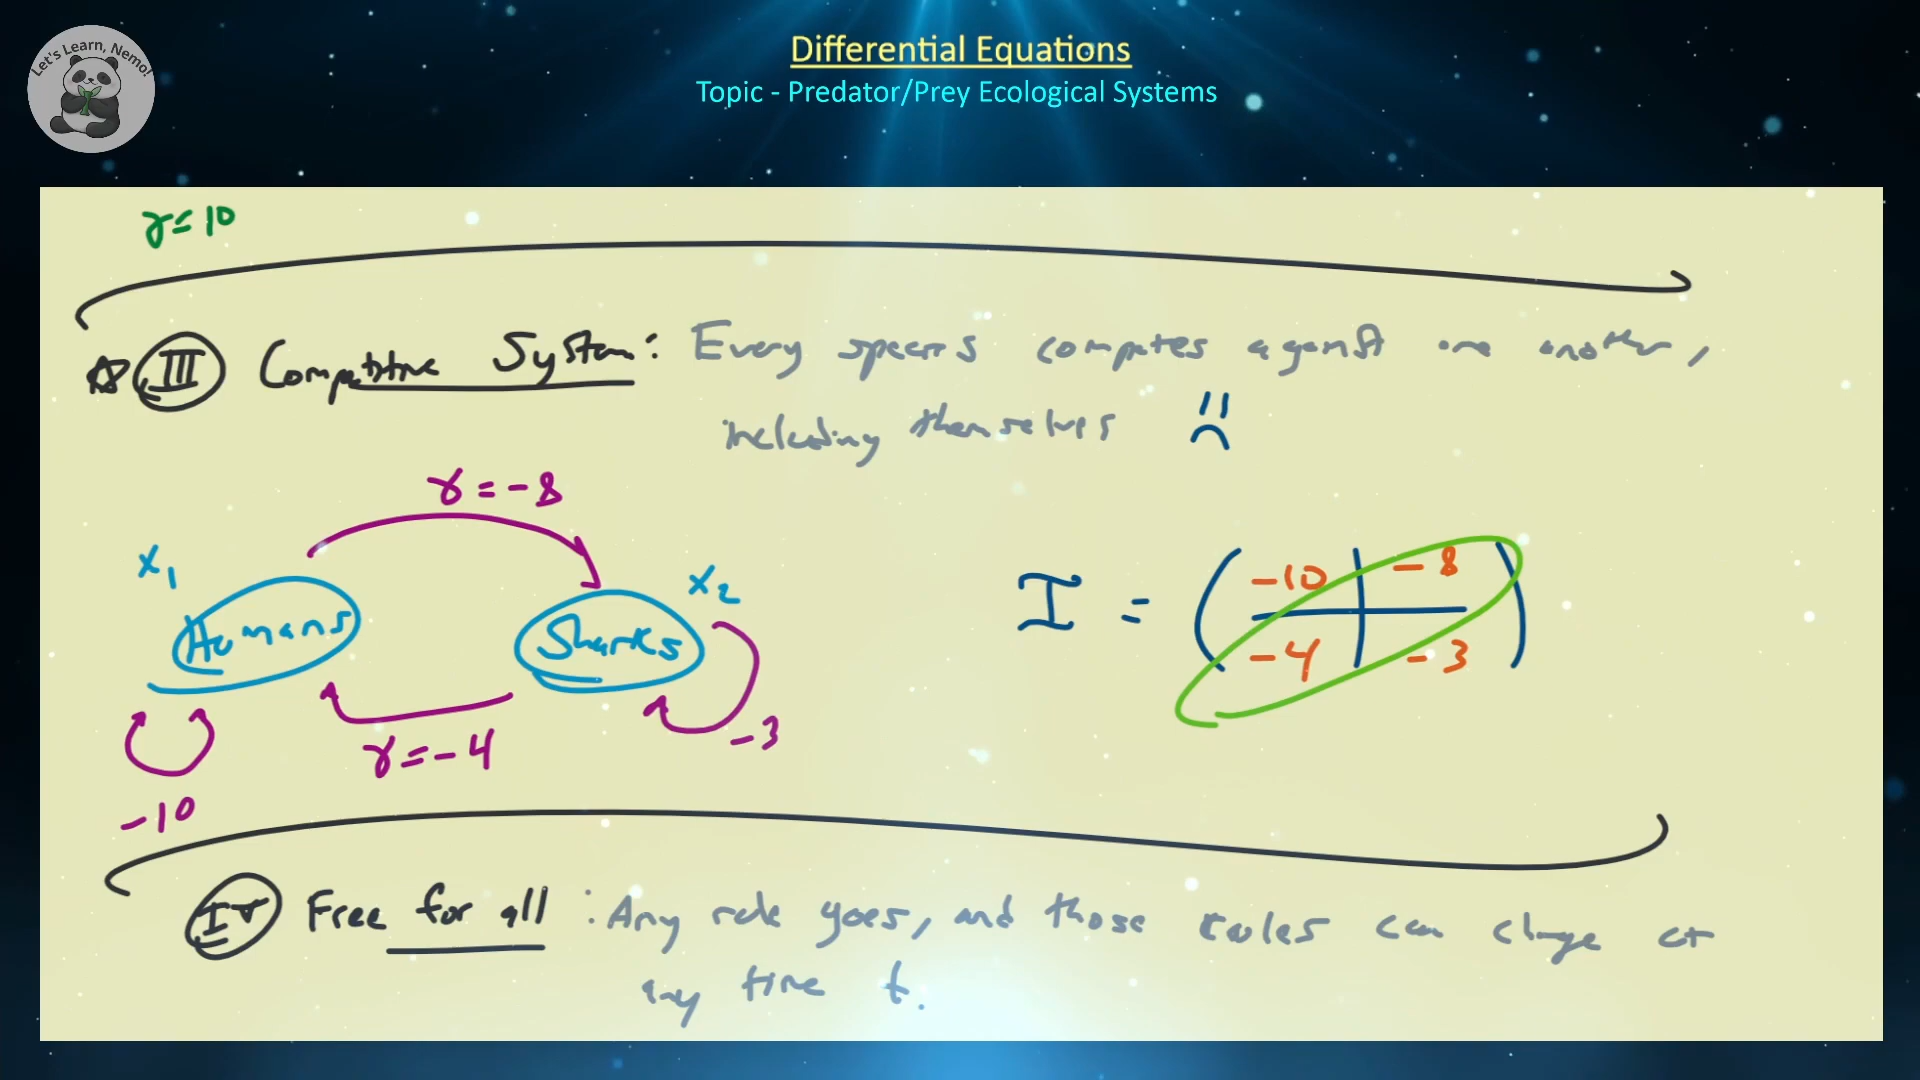 Let's Learn, Nemo!
Differential Equations
Topic - Predator/Prey Ecological Systems
γ = 10
III Competitive System: Every species competes against one another,
including themselves
γ = -8
x1
x2
Humans
Sharks
I = ( -10 -8
-4 -3 )
γ = -4
-3
-10
IV Free for all : Any rule goes, and those rules can change at
any time t.